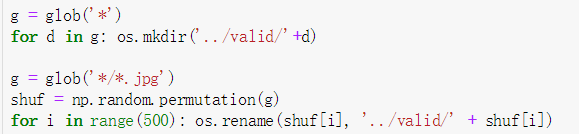 g = glob('*')
for d in g: os.mkdir('../valid/'+d)
g = glob('*/*.jpg')
shuf = np.random.permutation(g)
for i in range(500): os.rename(shuf[i], '../valid/' + shuf[i])